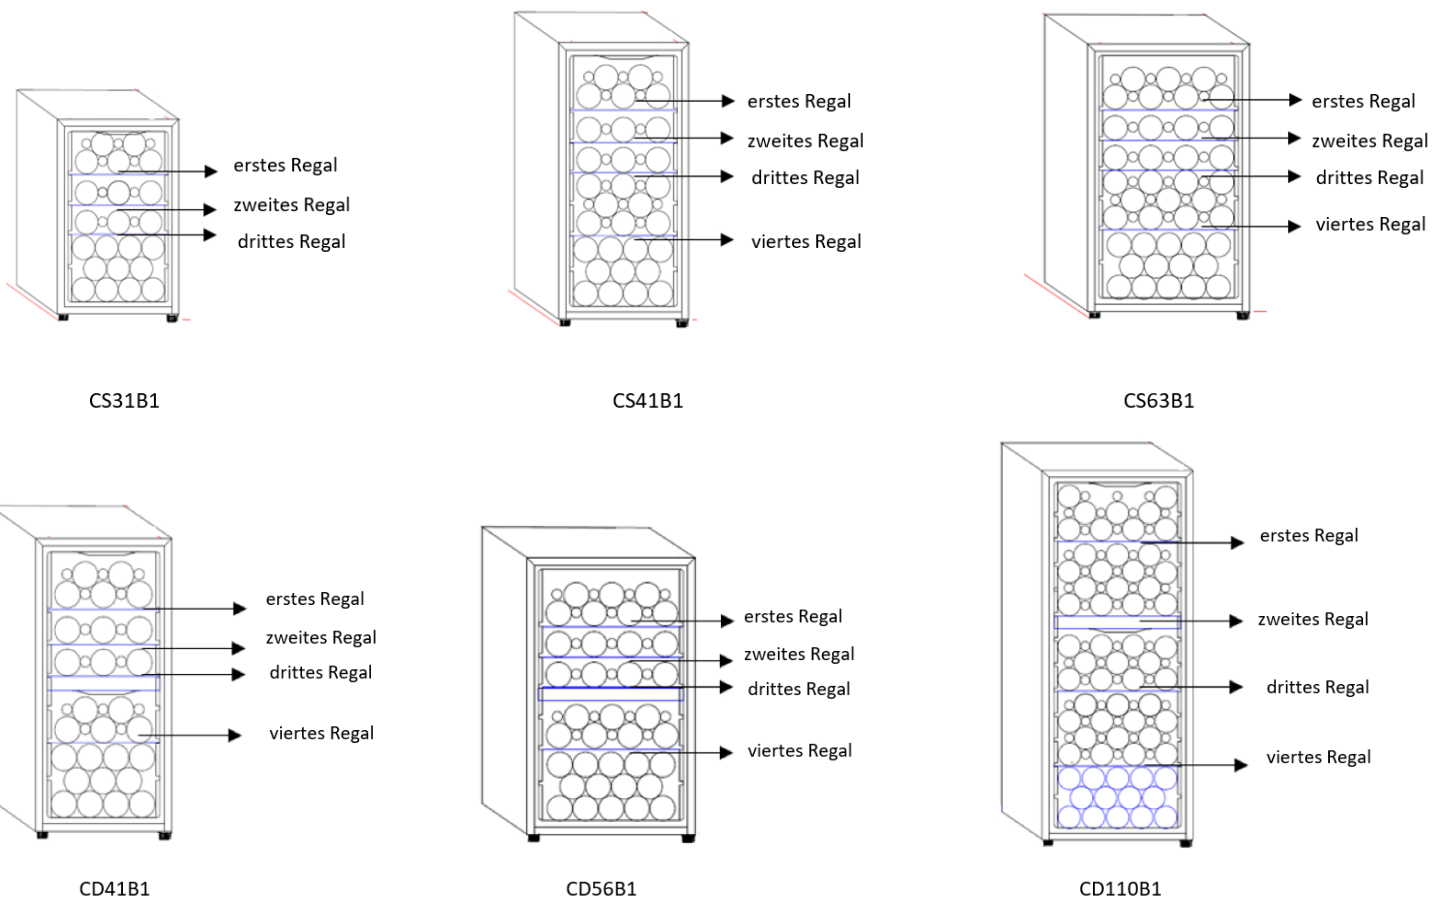 erstes Regal
zweites Regal
drittes Regal
CS31B1
erstes Regal
zweites Regal
drittes Regal
viertes Regal
CS41B1
erstes Regal
zweites Regal
drittes Regal
viertes Regal
CS63B1
erstes Regal
zweites Regal
drittes Regal
viertes Regal
CD41B1
erstes Regal
zweites Regal
drittes Regal
viertes Regal
CD56B1
erstes Regal
zweites Regal
drittes Regal
viertes Regal
CD110B1